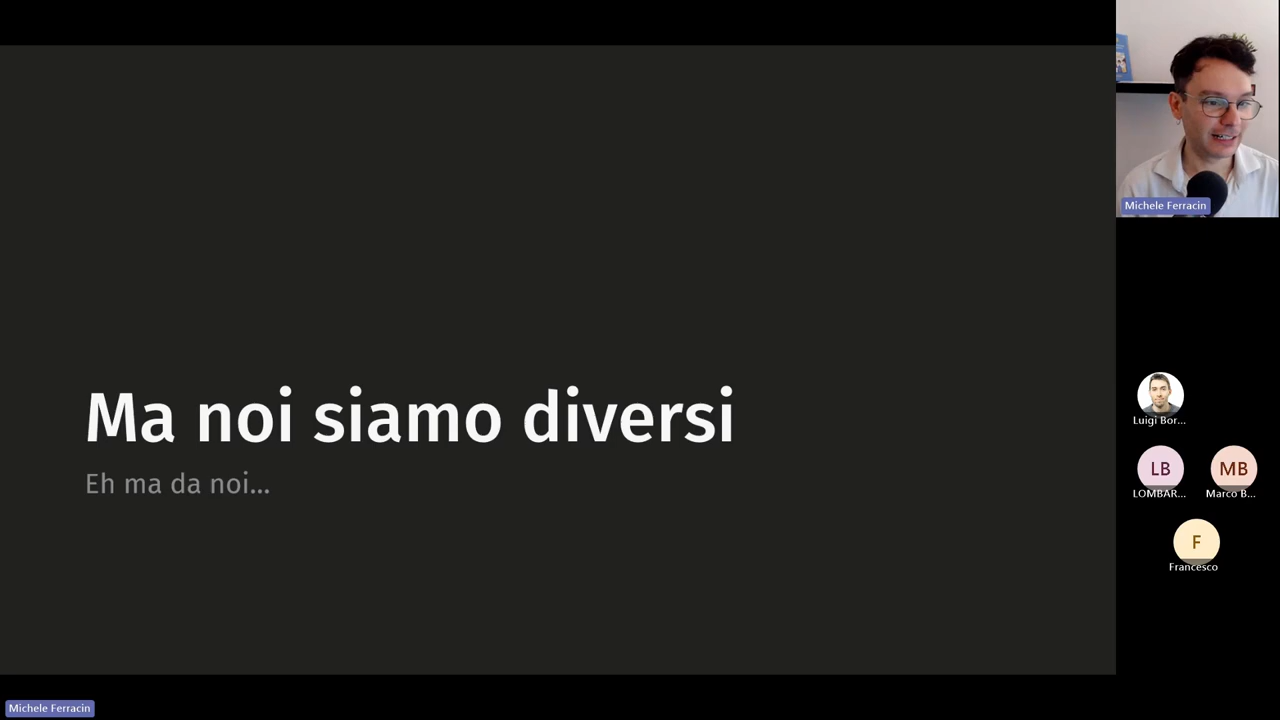 Ma noi siamo diversi
Eh ma da noi...
Michele Ferracin
Luigi Bor...
LB
MB
LOMBAR...
Marco B...
F
Francesco
Michele Ferracin